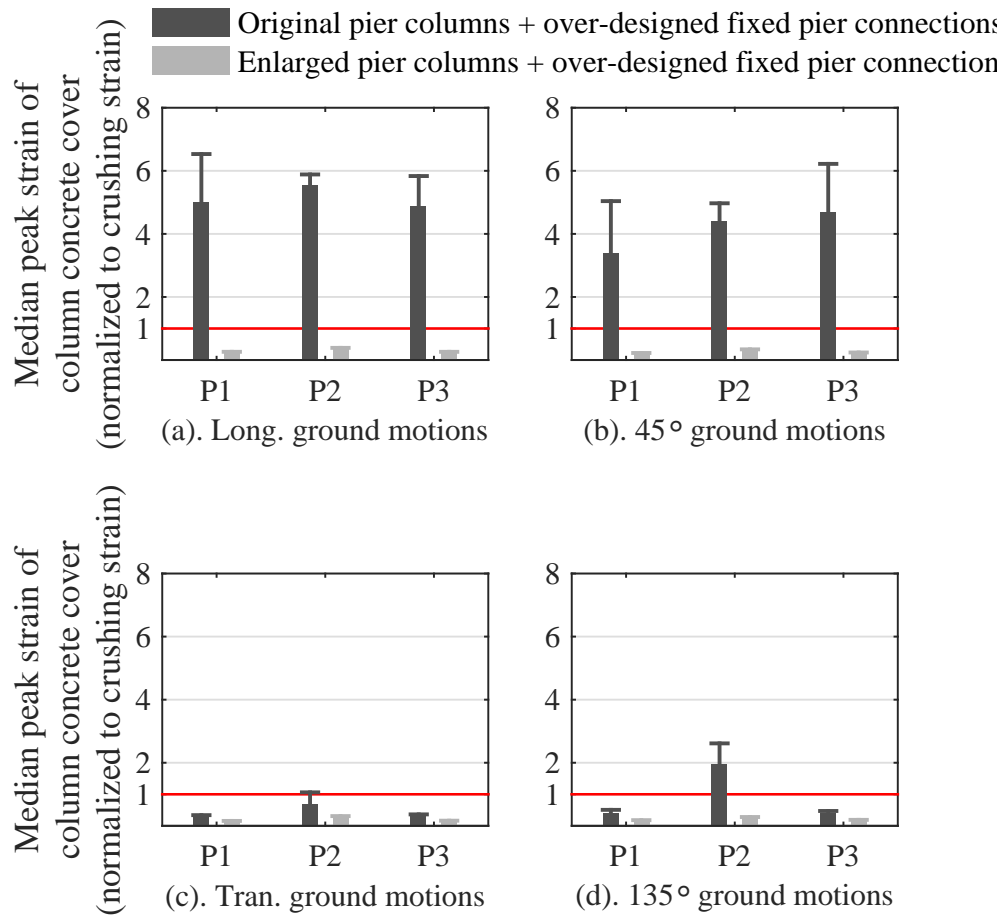 Original pier columns + over-designed fixed pier connections
Enlarged pier columns + over-designed fixed pier connection
Median peak strain of
column concrete cover
(normalized to crushing strain)
8
6
4
2
1
P1 P2 P3
(a). Long. ground motions
8
6
4
2
1
P1 P2 P3
(b). 45° ground motions
Median peak strain of
column concrete cover
(normalized to crushing strain)
8
6
4
2
1
P1 P2 P3
(c). Tran. ground motions
8
6
4
2
1
P1 P2 P3
(d). 135° ground motions